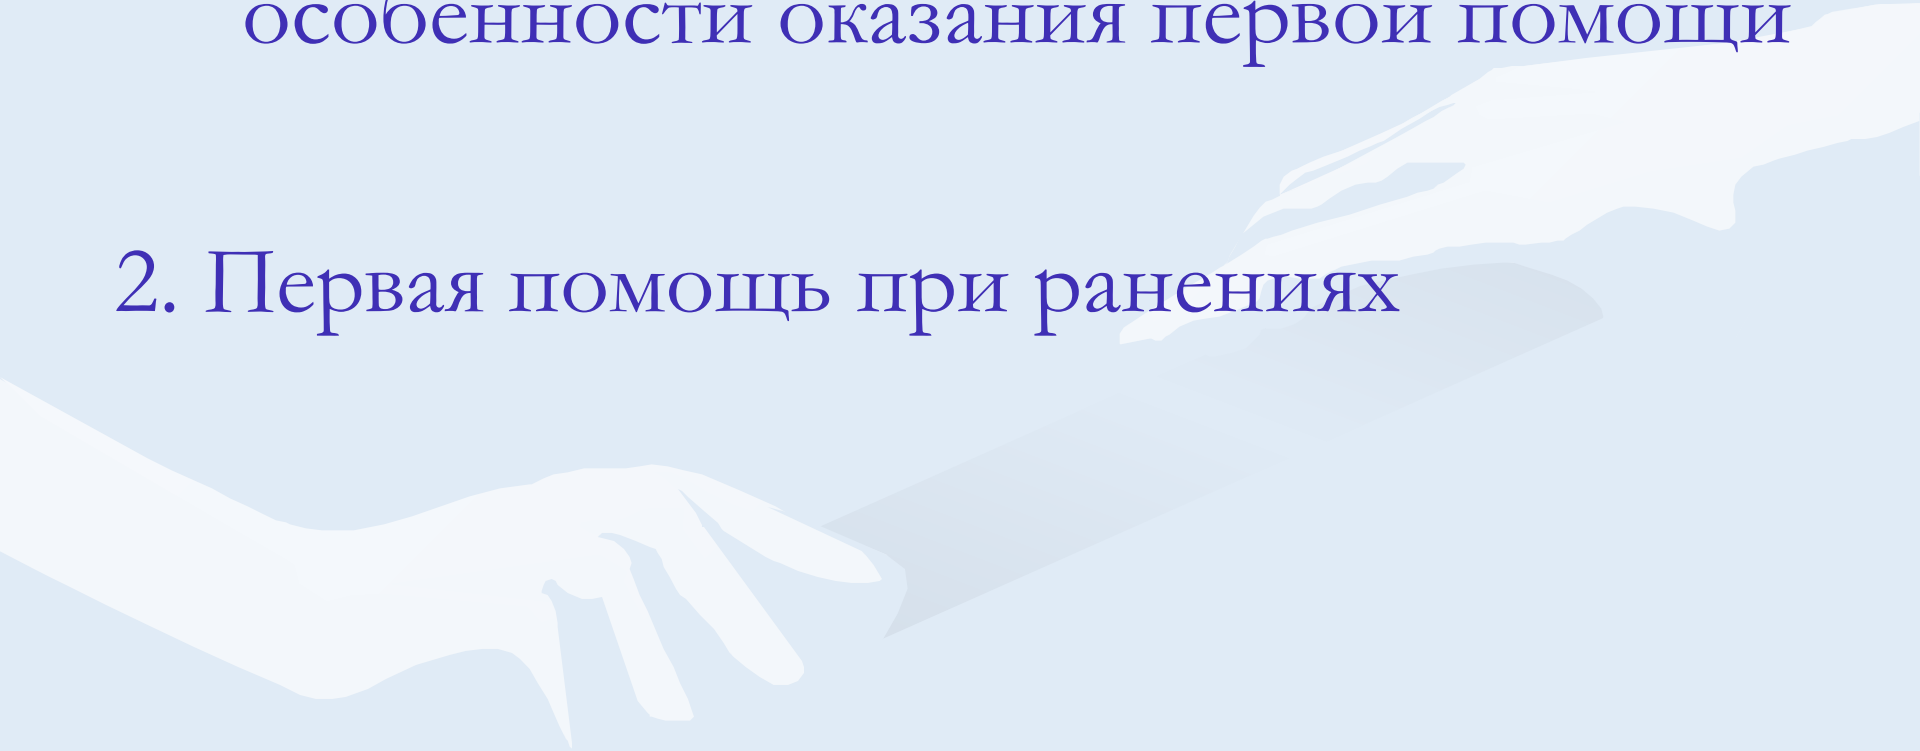 особенности оказания первой помощи
2. Первая помощь при ранениях